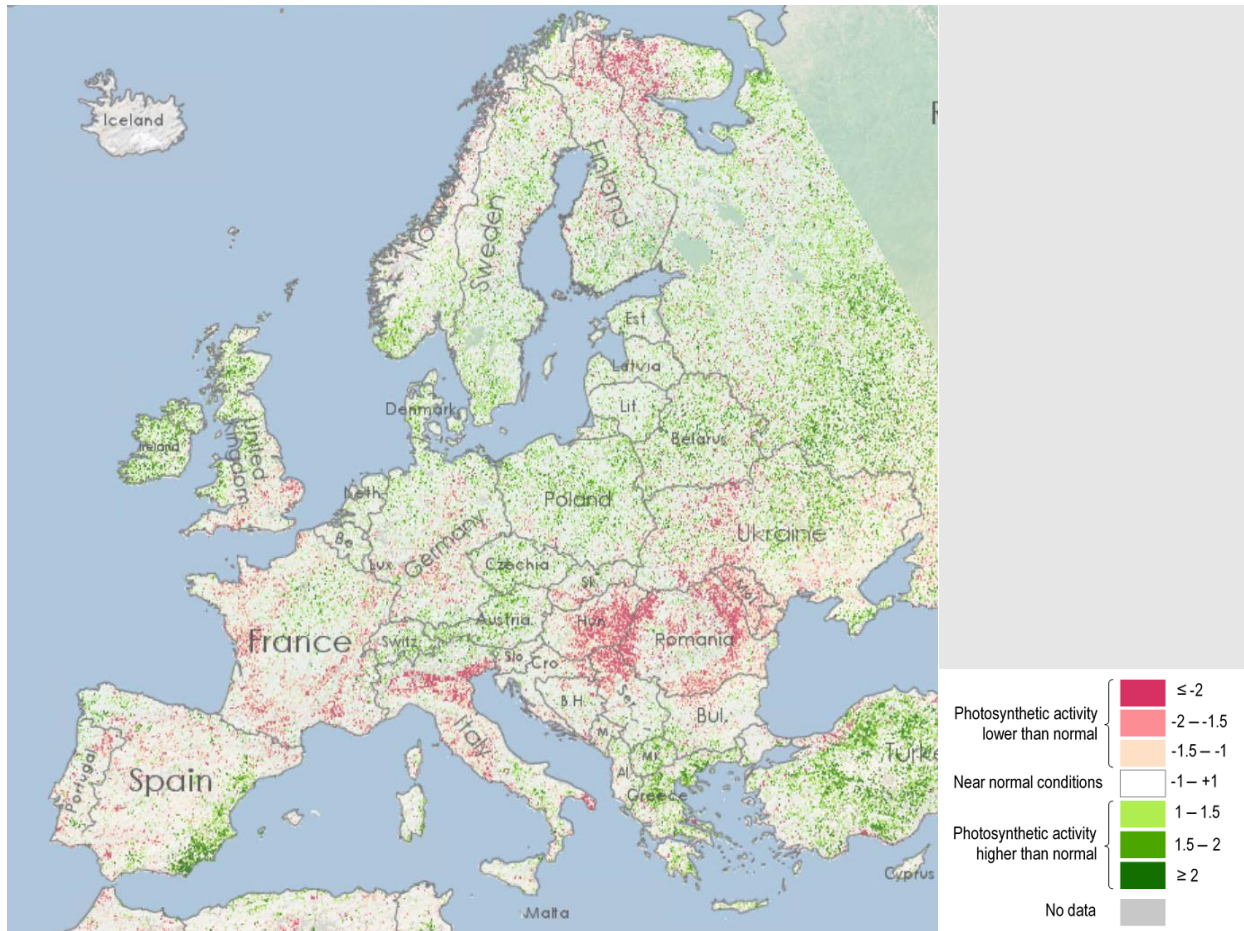 Iceland
Norway
Sweden
Finland
Est.
Latvia
Lit.
Denmark
Belarus
United
Kingdom
Ireland
Neth.
Be.
Lux.
Germany
Poland
Ukraine
Czechia
Sk.
Mol.
Austria
Hun.
France
Switz.
Slo.
Cro.
Romania
B.H.
Ser.
Bul.
Italy
M.
Mk.
Al.
Greece
Portugal
Spain
Turke
Cyprus
Malta
R
Photosynthetic activity
lower than normal
≤ -2
-2 – -1.5
-1.5 – -1
Near normal conditions
-1 – +1
Photosynthetic activity
higher than normal
1 – 1.5
1.5 – 2
≥ 2
No data